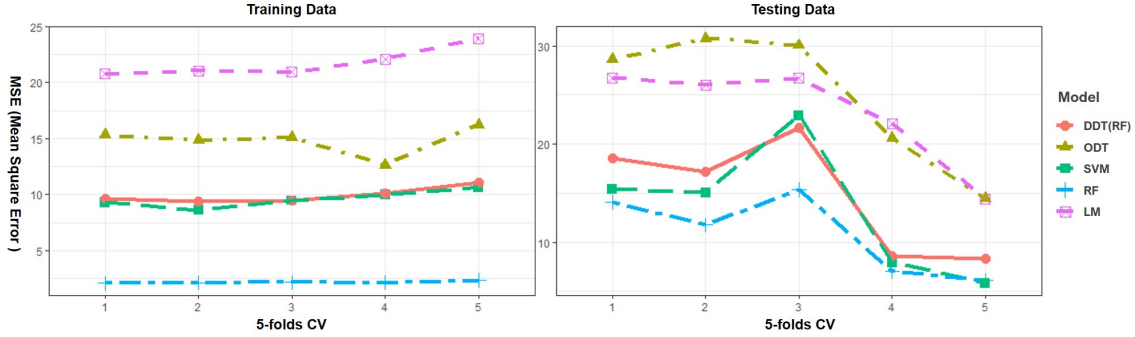 Training Data
Testing Data
MSE (Mean Square Error )
25
20
15
10
5
1 2 3 4 5
5-folds CV
30
20
10
1 2 3 4 5
5-folds CV
Model
DDT(RF)
ODT
SVM
RF
LM